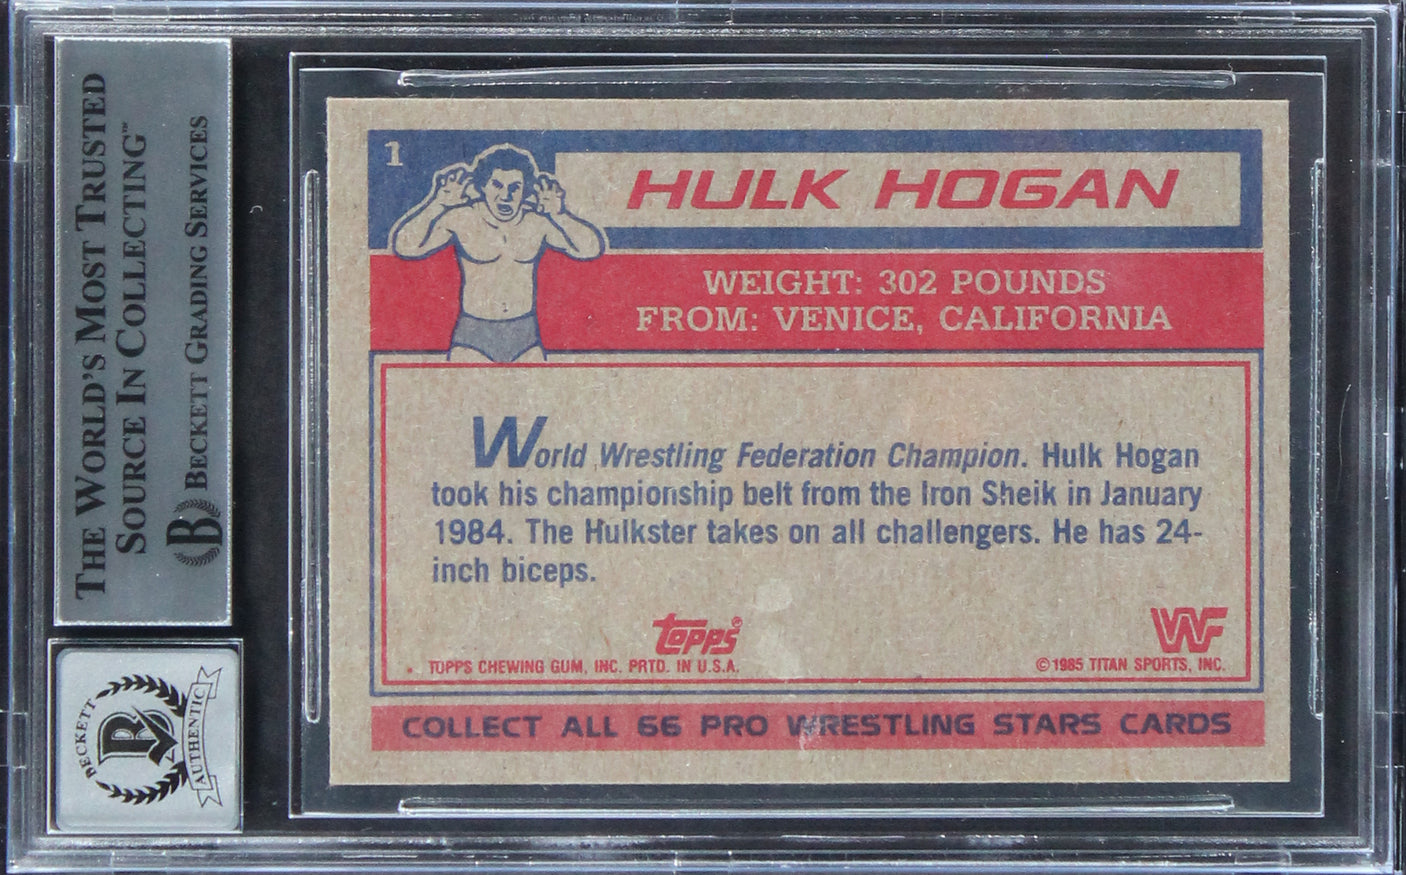 THE WORLD'S MOST TRUSTED
SOURCE IN COLLECTING™
BECKETT GRADING SERVICES
B
BECKETT
B
AUTHENTIC
1
HULK HOGAN
WEIGHT: 302 POUNDS
FROM: VENICE, CALIFORNIA
World Wrestling Federation Champion. Hulk Hogan
took his championship belt from the Iron Sheik in January
1984. The Hulkster takes on all challengers. He has 24-
inch biceps.
topps®
WF
TOPPS CHEWING GUM, INC. PRTD. IN U.S.A.
©1985 TITAN SPORTS, INC.
COLLECT ALL 66 PRO WRESTLING STARS CARDS